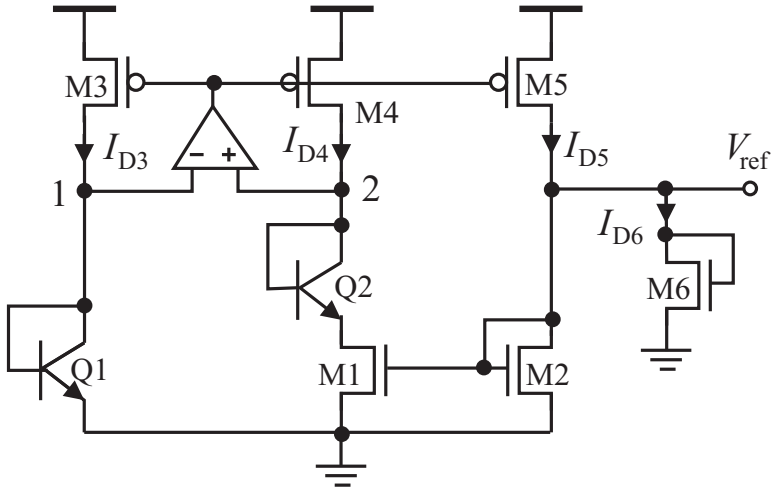 M3
M4
M5
I_D3
I_D4
I_D5
V_ref
− +
1
2
I_D6
M6
Q2
Q1
M1
M2